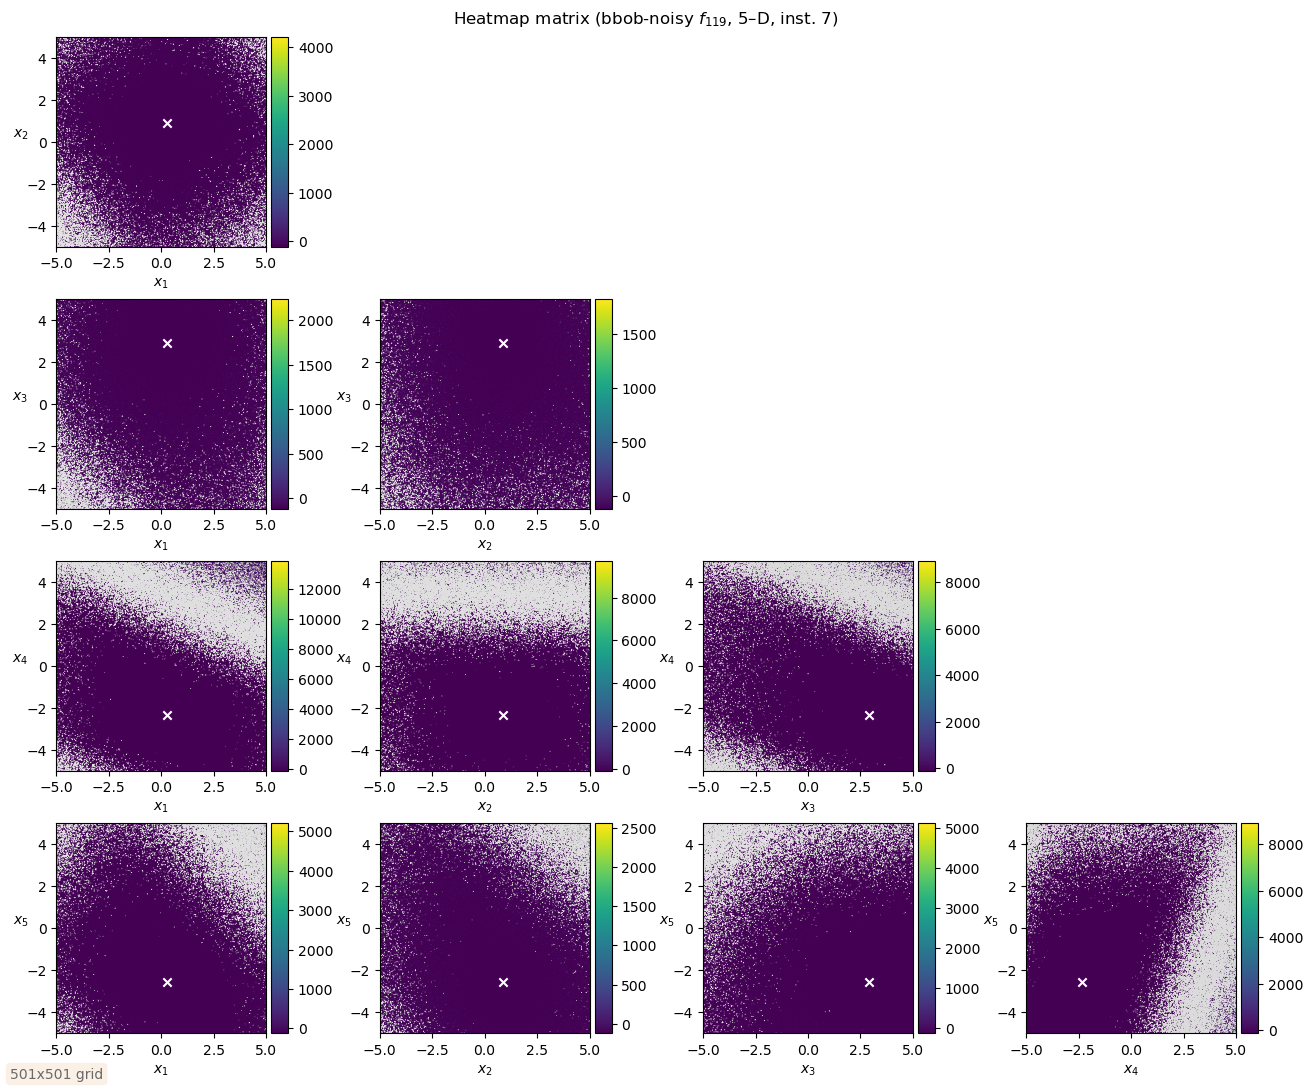 Heatmap matrix (bbob-noisy f119, 5–D, inst. 7)
4 2 0 −2 −4
x2
−5.0 −2.5 0.0 2.5 5.0
x1
4000 3000 2000 1000 0
4 2 0 −2 −4
x3
−5.0 −2.5 0.0 2.5 5.0
x1
2000 1500 1000 500 0
4 2 0 −2 −4
x3
−5.0 −2.5 0.0 2.5 5.0
x2
1500 1000 500 0
4 2 0 −2 −4
x4
−5.0 −2.5 0.0 2.5 5.0
x1
12000 10000 8000 6000 4000 2000 0
4 2 0 −2 −4
x4
−5.0 −2.5 0.0 2.5 5.0
x2
8000 6000 4000 2000 0
4 2 0 −2 −4
x4
−5.0 −2.5 0.0 2.5 5.0
x3
8000 6000 4000 2000 0
4 2 0 −2 −4
x5
−5.0 −2.5 0.0 2.5 5.0
x1
5000 4000 3000 2000 1000 0
4 2 0 −2 −4
x5
−5.0 −2.5 0.0 2.5 5.0
x2
2500 2000 1500 1000 500 0
4 2 0 −2 −4
x5
−5.0 −2.5 0.0 2.5 5.0
x3
5000 4000 3000 2000 1000 0
4 2 0 −2 −4
x5
−5.0 −2.5 0.0 2.5 5.0
x4
8000 6000 4000 2000 0
501x501 grid